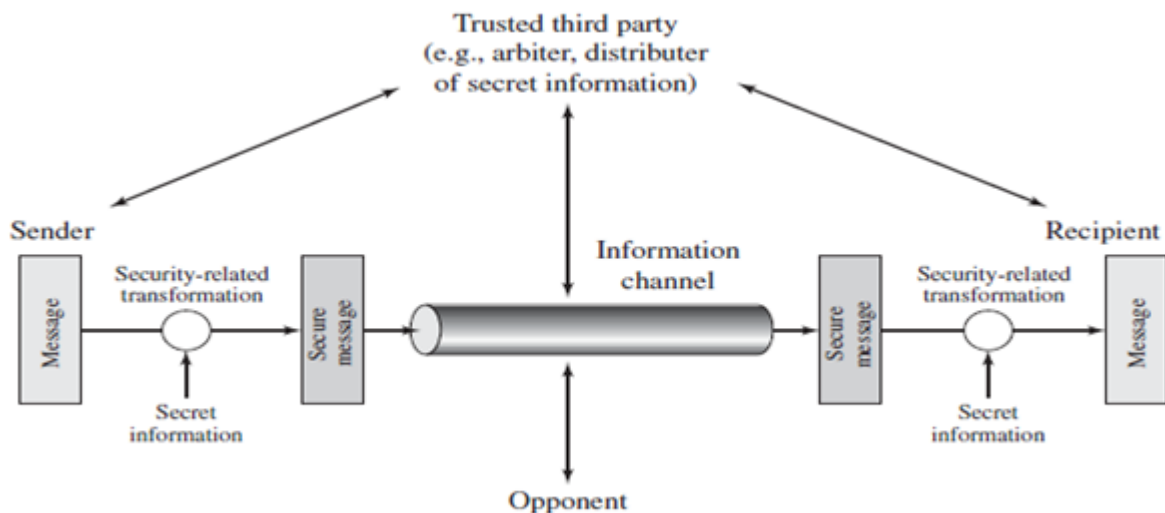 Trusted third party
(e.g., arbiter, distributer
of secret information)
Sender
Recipient
Information
channel
Security-related
transformation
Security-related
transformation
Message
Secure
message
Secure
message
Message
Secret
information
Secret
information
Opponent